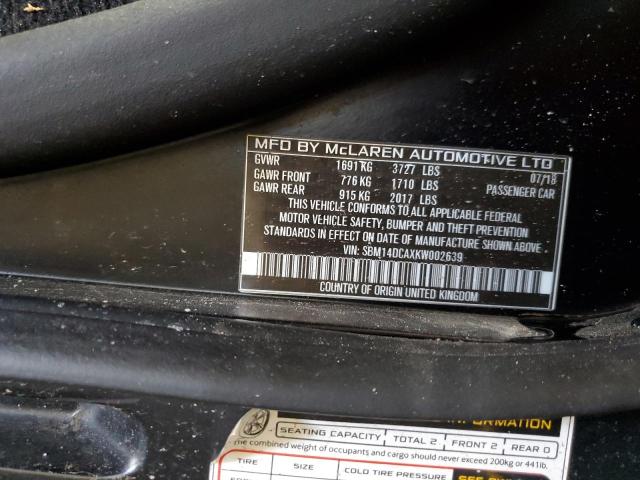 MFD BY McLAREN AUTOMOTIVE LTD
GVWR 1691 KG 3727 LBS 07/18
GAWR FRONT 776 KG 1710 LBS PASSENGER CAR
GAWR REAR 915 KG 2017 LBS
THIS VEHICLE CONFORMS TO ALL APPLICABLE FEDERAL
MOTOR VEHICLE SAFETY, BUMPER AND THEFT PREVENTION
STANDARDS IN EFFECT ON DATE OF MANUFACTURE SHOWN ABOVE.
VIN: SBM14DCAXKW002639
COUNTRY OF ORIGIN UNITED KINGDOM
INFORMATION
SEATING CAPACITY TOTAL 2 FRONT 2 REAR 0
The combined weight of occupants and cargo should never exceed 200kg or 441lb.
TIRE SIZE COLD TIRE PRESSURE